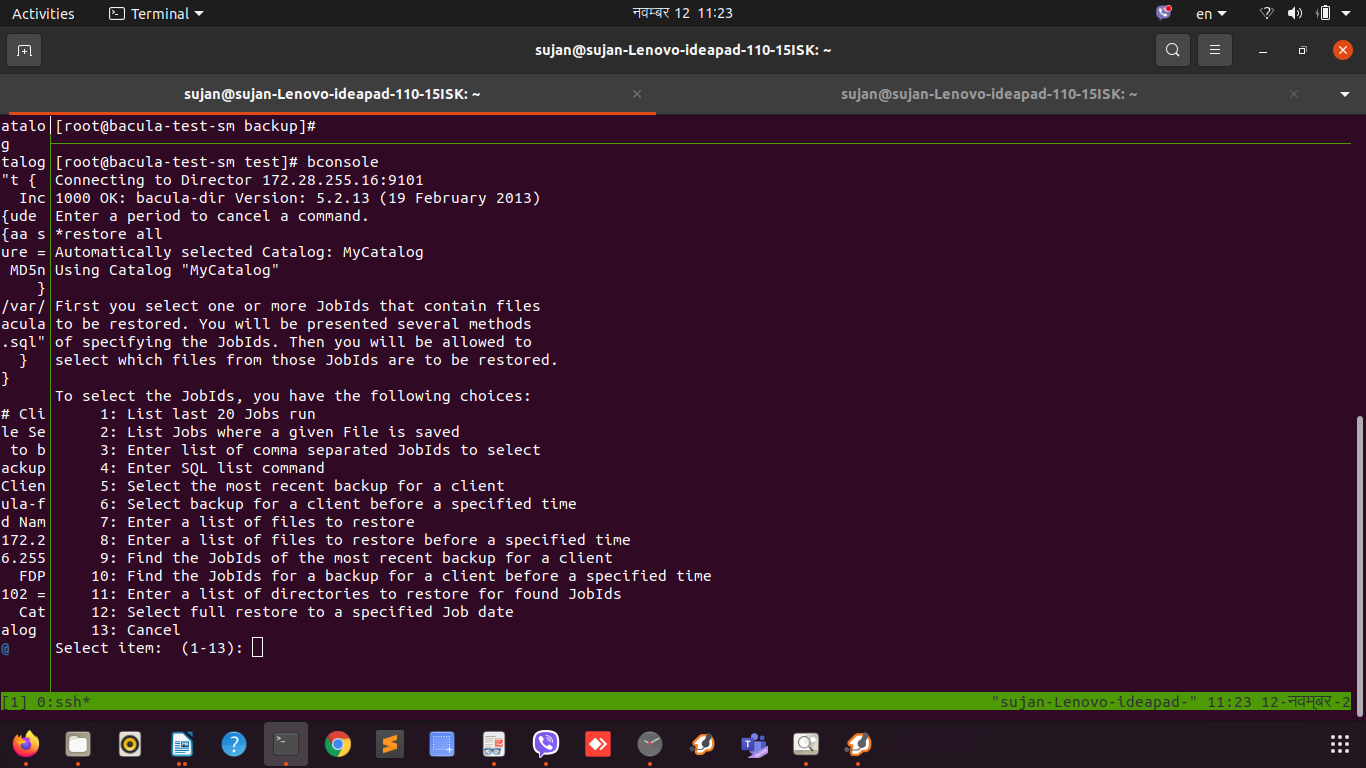 Activities
Terminal
नवम्बर 12 11:23
en
sujan@sujan-Lenovo-ideapad-110-15ISK: ~
sujan@sujan-Lenovo-ideapad-110-15ISK: ~
sujan@sujan-Lenovo-ideapad-110-15ISK: ~
atalo
g
talog
"t {
Inc
{ude
{aa s
ure =
MD5n
}
/var/
acula
.sql"
}
}
# Cli
le Se
to b
ackup
Clien
ula-f
d Nam
172.2
6.255
FDP
102 =
Cat
alog
@
[root@bacula-test-sm backup]#
[root@bacula-test-sm test]# bconsole
Connecting to Director 172.28.255.16:9101
1000 OK: bacula-dir Version: 5.2.13 (19 February 2013)
Enter a period to cancel a command.
*restore all
Automatically selected Catalog: MyCatalog
Using Catalog "MyCatalog"
First you select one or more JobIds that contain files
to be restored. You will be presented several methods
of specifying the JobIds. Then you will be allowed to
select which files from those JobIds are to be restored.
To select the JobIds, you have the following choices:
1: List last 20 Jobs run
2: List Jobs where a given File is saved
3: Enter list of comma separated JobIds to select
4: Enter SQL list command
5: Select the most recent backup for a client
6: Select backup for a client before a specified time
7: Enter a list of files to restore
8: Enter a list of files to restore before a specified time
9: Find the JobIds of the most recent backup for a client
10: Find the JobIds for a backup for a client before a specified time
11: Enter a list of directories to restore for found JobIds
12: Select full restore to a specified Job date
13: Cancel
Select item:  (1-13):
[1] 0:ssh*
"sujan-Lenovo-ideapad-" 11:23 12-नवम्बर-2